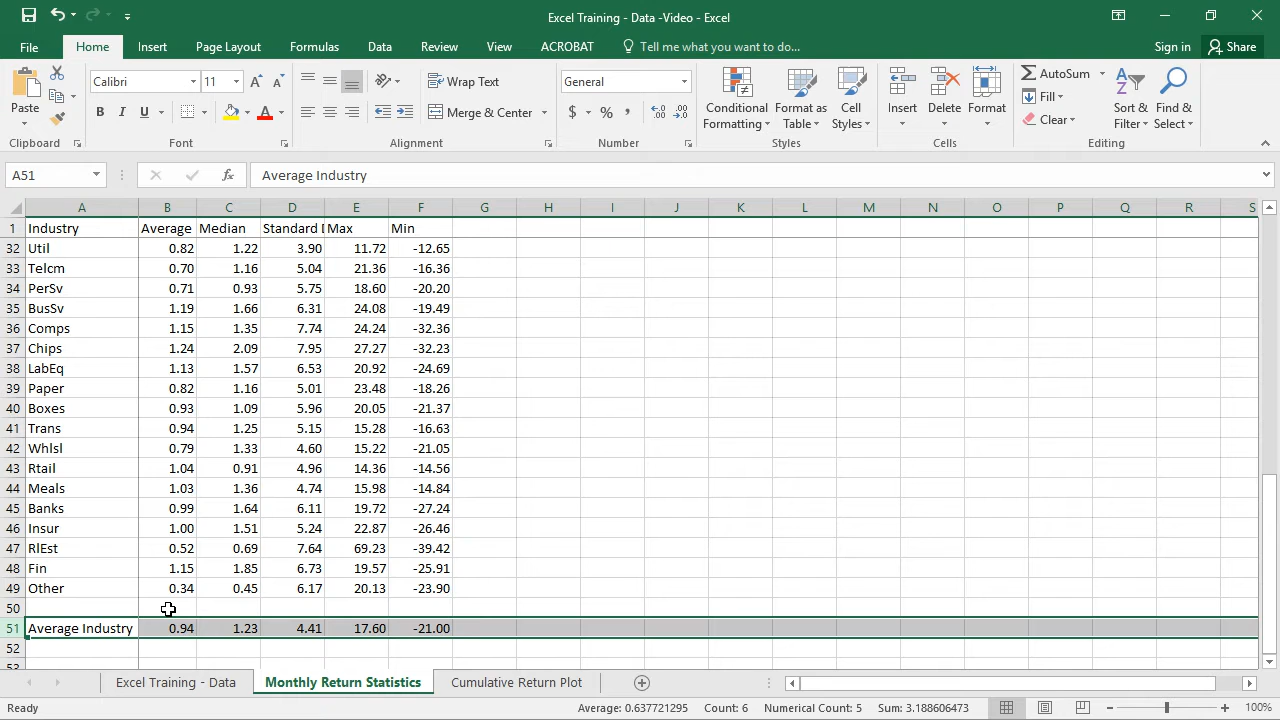 Excel Training - Data -Video - Excel
File Home Insert Page Layout Formulas Data Review View ACROBAT Tell me what you want to do... Sign in Share
Paste
Calibri 11
Wrap Text
General
Conditional Formatting
Format as Table
Cell Styles
Insert Delete Format
AutoSum
Fill
Clear
Sort & Filter
Find & Select
B I U
A A
A
Merge & Center
$ % ,
Clipboard Font Alignment Number Styles Cells Editing
A51 fx Average Industry
A B C D E F G H I J K L M N O P Q R S
1 Industry Average Median Standard D Max Min
32 Util 0.82 1.22 3.90 11.72 -12.65
33 Telcm 0.70 1.16 5.04 21.36 -16.36
34 PerSv 0.71 0.93 5.75 18.60 -20.20
35 BusSv 1.19 1.66 6.31 24.08 -19.49
36 Comps 1.15 1.35 7.74 24.24 -32.36
37 Chips 1.24 2.09 7.95 27.27 -32.23
38 LabEq 1.13 1.57 6.53 20.92 -24.69
39 Paper 0.82 1.16 5.01 23.48 -18.26
40 Boxes 0.93 1.09 5.96 20.05 -21.37
41 Trans 0.94 1.25 5.15 15.28 -16.63
42 Whlsl 0.79 1.33 4.60 15.22 -21.05
43 Rtail 1.04 0.91 4.96 14.36 -14.56
44 Meals 1.03 1.36 4.74 15.98 -14.84
45 Banks 0.99 1.64 6.11 19.72 -27.24
46 Insur 1.00 1.51 5.24 22.87 -26.46
47 RlEst 0.52 0.69 7.64 69.23 -39.42
48 Fin 1.15 1.85 6.73 19.57 -25.91
49 Other 0.34 0.45 6.17 20.13 -23.90
50
51 Average Industry 0.94 1.23 4.41 17.60 -21.00
52
53
Excel Training - Data Monthly Return Statistics Cumulative Return Plot
Ready Average: 0.637721295 Count: 6 Numerical Count: 5 Sum: 3.188606473 100%